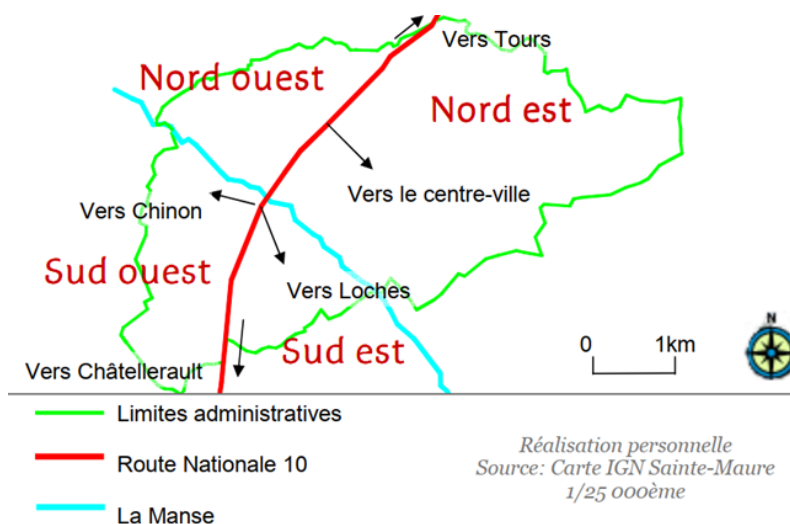 Vers Tours
Nord ouest
Nord est
Vers le centre-ville
Vers Chinon
Sud ouest
Vers Loches
N
Sud est
0 1km
Vers Châtellerault
Limites administratives
Route Nationale 10
La Manse
Réalisation personnelle
Source: Carte IGN Sainte-Maure
1/25 000ème